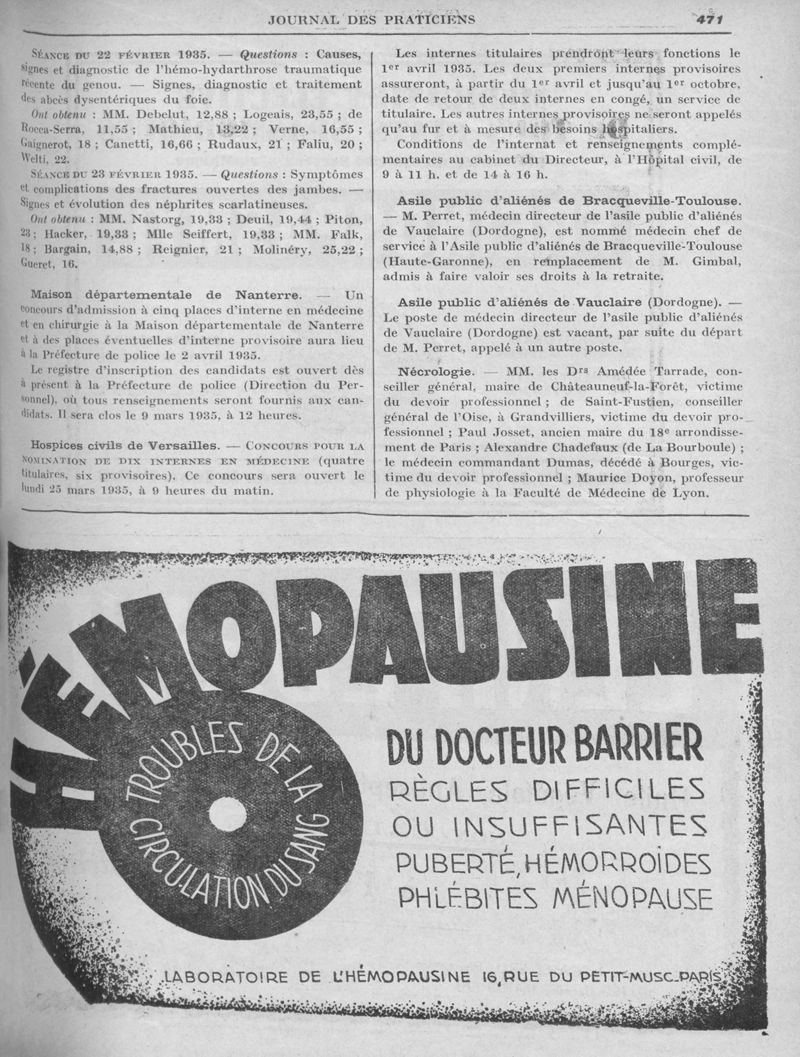 JOURNAL DES PRATICIENS
471
SÉANCE DU 22 FÉVRIER 1935. — Questions : Causes,
signes et diagnostic de l'hémo-hydarthrose traumatique
récente du genou. — Signes, diagnostic et traitement
des abcès dysentériques du foie.
Ont obtenu : MM. Debelut, 12,88 ; Logeais, 23,55 ; de
Rocca-Serra, 11,55 ; Mathieu, 13,22 ; Verne, 16,55 ;
Gaignerot, 18 ; Canetti, 16,66 ; Rudaux, 21 ; Faliu, 20 ;
Welti, 22.
SÉANCE DU 23 FÉVRIER 1935. — Questions : Symptômes
et complications des fractures ouvertes des jambes. —
Signes et évolution des néphrites scarlatineuses.
Ont obtenu : MM. Nastorg, 19,33 ; Deuil, 19,44 ; Piton,
23 ; Hacker, 19,33 ; Mlle Seiffert, 19,33 ; MM. Falk,
18 ; Bargain, 14,88 ; Reignier, 21 ; Molinéry, 25,22 ;
Gueret, 16.
Maison départementale de Nanterre. — Un
concours d'admission à cinq places d'interne en médecine
et en chirurgie à la Maison départementale de Nanterre
et à des places éventuelles d'interne provisoire aura lieu
à la Préfecture de police le 2 avril 1935.
Le registre d'inscription des candidats est ouvert dès
à présent à la Préfecture de police (Direction du Per-
sonnel), où tous renseignements seront fournis aux can-
didats. Il sera clos le 9 mars 1935, à 12 heures.
Hospices civils de Versailles. — CONCOURS POUR LA
NOMINATION DE DIX INTERNES EN MÉDECINE (quatre
titulaires, six provisoires). Ce concours sera ouvert le
lundi 25 mars 1935, à 9 heures du matin.
Les internes titulaires prendront leurs fonctions le
1er avril 1935. Les deux premiers internes provisoires
assureront, à partir du 1er avril et jusqu'au 1er octobre,
date de retour de deux internes en congé, un service de
titulaire. Les autres internes provisoires ne seront appelés
qu'au fur et à mesure des besoins hospitaliers.
Conditions de l'internat et renseignements complé-
mentaires au cabinet du Directeur, à l'Hôpital civil, de
9 à 11 h. et de 14 à 16 h.
Asile public d'aliénés de Bracqueville-Toulouse.
— M. Perret, médecin directeur de l'asile public d'aliénés
de Vauclaire (Dordogne), est nommé médecin chef de
service à l'Asile public d'aliénés de Bracqueville-Toulouse
(Haute-Garonne), en remplacement de M. Gimbal,
admis à faire valoir ses droits à la retraite.
Asile public d'aliénés de Vauclaire (Dordogne). —
Le poste de médecin directeur de l'asile public d'aliénés
de Vauclaire (Dordogne) est vacant, par suite du départ
de M. Perret, appelé à un autre poste.
Nécrologie. — MM. les Drs Amédée Tarrade, con-
seiller général, maire de Châteauneuf-la-Forêt, victime
du devoir professionnel ; de Saint-Fustien, conseiller
général de l'Oise, à Grandvilliers, victime du devoir pro-
fessionnel ; Paul Josset, ancien maire du 18e arrondisse-
ment de Paris ; Alexandre Chadefaux (de La Bourboule) ;
le médecin commandant Dumas, décédé à Bourges, vic-
time du devoir professionnel ; Maurice Doyon, professeur
de physiologie à la Faculté de Médecine de Lyon.
HÉMOPAUSINE
TROUBLES DE LA
CIRCULATION DU SANG
DU DOCTEUR BARRIER
RÈGLES DIFFICILES
OU INSUFFISANTES
PUBERTÉ, HÉMORROÏDES
PHLÉBITES MÉNOPAUSE
LABORATOIRE DE L'HÉMOPAUSINE 16, RUE DU PETIT-MUSC-PARIS